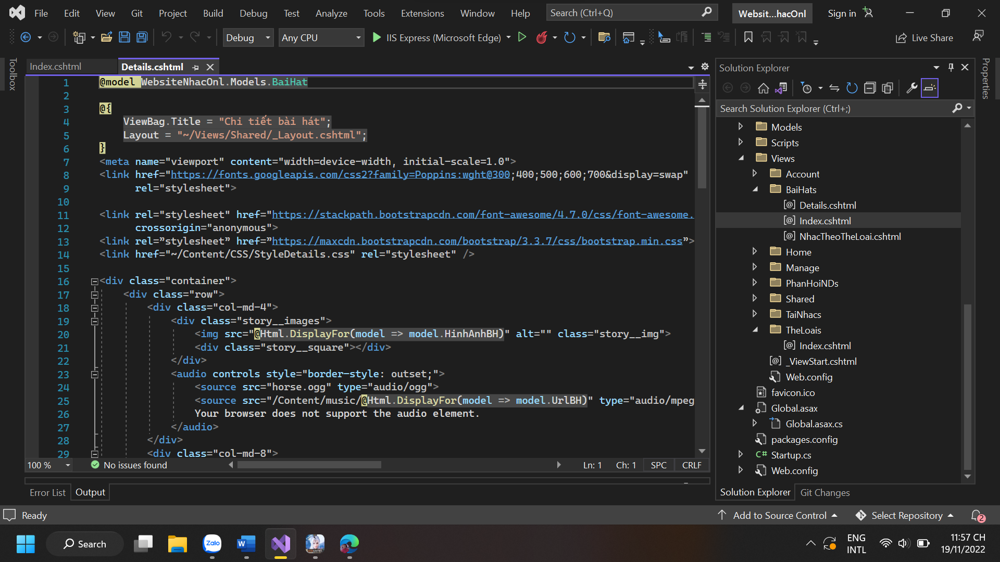 File Edit View Git Project Build Debug Test Analyze Tools Extensions Window Help Search (Ctrl+Q) Websit...hacOnl Sign in
Debug Any CPU IIS Express (Microsoft Edge) Live Share
Toolbox
Index.cshtml Details.cshtml
1 @model WebsiteNhacOnl.Models.BaiHat
2
3 @{
4 ViewBag.Title = "Chi tiết bài hát";
5 Layout = "~/Views/Shared/_Layout.cshtml";
6 }
7 <meta name="viewport" content="width=device-width, initial-scale=1.0">
8 <link href="https://fonts.googleapis.com/css2?family=Poppins:wght@300;400;500;600;700&display=swap"
9 rel="stylesheet">
10
11 <link rel="stylesheet" href="https://stackpath.bootstrapcdn.com/font-awesome/4.7.0/css/font-awesome.
12 crossorigin="anonymous">
13 <link rel=”stylesheet” href=”https://maxcdn.bootstrapcdn.com/bootstrap/3.3.7/css/bootstrap.min.css”>
14 <link href="~/Content/CSS/StyleDetails.css" rel="stylesheet" />
15
16 <div class="container">
17 <div class="row">
18 <div class="col-md-4">
19 <div class="story__images">
20 <img src="@Html.DisplayFor(model => model.HinhAnhBH)" alt="" class="story__img">
21 <div class="story__square"></div>
22 </div>
23 <audio controls style="border-style: outset;">
24 <source src="horse.ogg" type="audio/ogg">
25 <source src="/Content/music/@Html.DisplayFor(model => model.UrlBH)" type="audio/mpeg
26 Your browser does not support the audio element.
27 </audio>
28 </div>
29 <div class="col-md-8">
100 % No issues found Ln: 1 Ch: 1 SPC CRLF
Error List Output
Solution Explorer
Search Solution Explorer (Ctrl+;)
Models
Scripts
Views
Account
BaiHats
[@] Details.cshtml
[@] Index.cshtml
[@] NhacTheoTheLoai.cshtml
Home
Manage
PhanHoiNDs
Shared
TaiNhacs
TheLoais
[@] Index.cshtml
[@] _ViewStart.cshtml
Web.config
favicon.ico
Global.asax
Global.asax.cs
packages.config
C# Startup.cs
Web.config
Solution Explorer Git Changes
Properties
Ready Add to Source Control Select Repository 2
Search Zalo W ENG 11:57 CH
INTL 19/11/2022